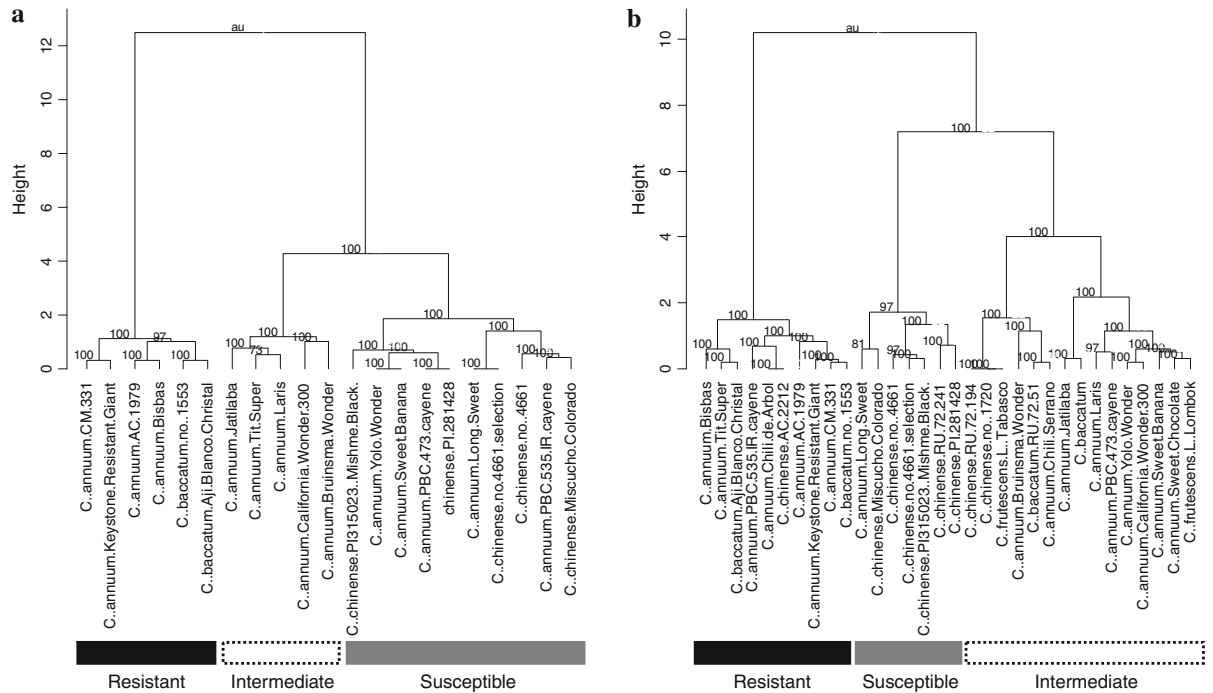 a
au
12
10
8
6
4
2
0
Height
100
100
100
97
100
100
100
100
73
100
100
100
100
100
100
100
100
100
100
C..annuum.CM.331
C..annuum.Keystone.Resistant.Giant
C..annuum.AC.1979
C..annuum.Bisbas
C..baccatum.no..1553
C..baccatum.Aji.Blanco.Christal
C..annuum.Jatilaba
C..annuum.Tit.Super
C..annuum.Laris
C..annuum.California.Wonder.300
C..annuum.Bruinsma.Wonder
C..chinense.PI315023..Mishme.Black.
C..annuum.Yolo.Wonder
C..annuum.Sweet.Banana
C..annuum.PBC.473.cayene
chinense.PI.281428
C..annuum.Long.Sweet
C..chinense.no.4661.selection
C..chinense.no..4661
C..annuum.PBC.535.IR.cayene
C..chinense.Miscucho.Colorado
Resistant
Intermediate
Susceptible
b
au
10
8
6
4
2
0
Height
100
100
100
97
100
100
100
100
100
100
100
81
100
97
100
100
100
100
97
100
100
C..annuum.Bisbas
C..annuum.Tit.Super
C..baccatum.Aji.Blanco.Christal
C..annuum.PBC.535.IR.cayene
C..annuum.Chili.de.Arbol
C..chinense.AC.2212
C..annuum.AC.1979
C..annuum.Keystone.Resistant.Giant
C..annuum.CM.331
C..baccatum.no..1553
C..annuum.Long.Sweet
C..chinense.Miscucho.Colorado
C..chinense.no..4661
C..chinense.no.4661.selection
C..chinense.PI315023..Mishme.Black.
C..chinense.RU.72.241
C..chinense.PI.281428
C..chinense.RU.72.194
C..chinense.no..1720
C..frutescens.L..Tabasco
C..annuum.Bruinsma.Wonder
C..baccatum.RU.72.51
C..annuum.Chili.Serrano
C..annuum.Jatilaba
C..baccatum
C..annuum.Laris
C..annuum.PBC.473.cayene
C..annuum.Yolo.Wonder
C..annuum.California.Wonder.300
C..annuum.Sweet.Banana
C..annuum.Sweet.Chocolate
C..frutescens.L..Lombok
Resistant
Susceptible
Intermediate